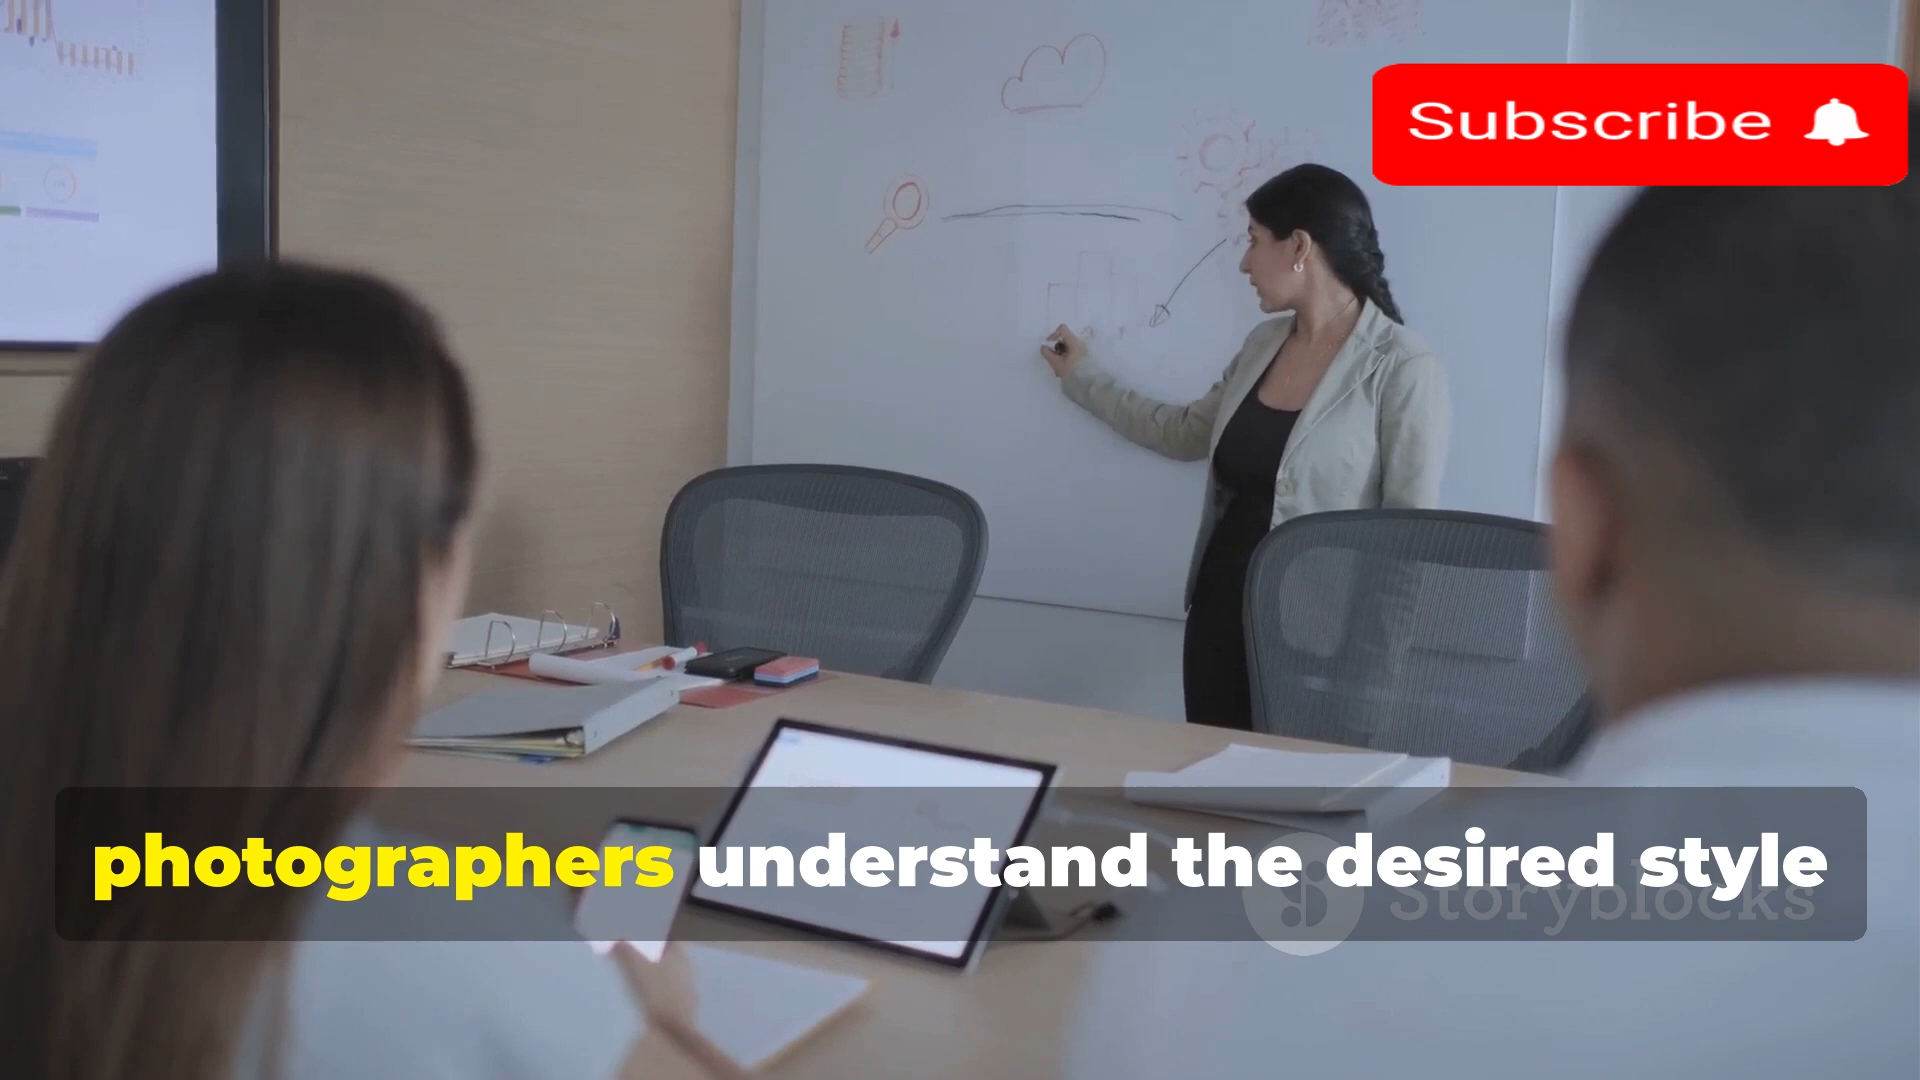 Subscribe
photographers understand the desired style
Storyblocks